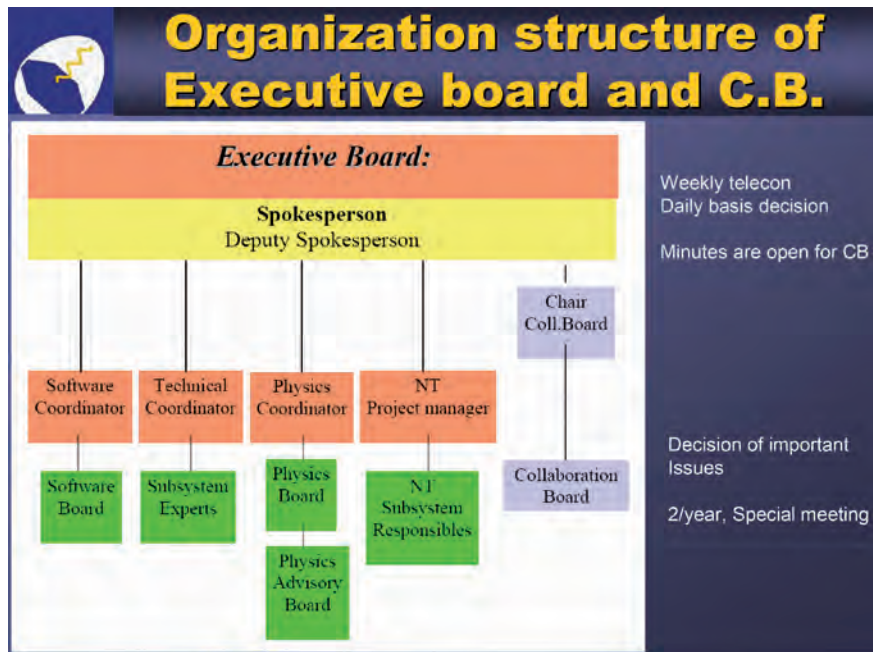 Organization structure of
Executive board and C.B.
Executive Board:
Spokesperson
Deputy Spokesperson
Weekly telecon
Daily basis decision
Minutes are open for CB
Chair
Coll.Board
Software
Coordinator
Technical
Coordinator
Physics
Coordinator
NT
Project manager
Software
Board
Subsystem
Experts
Physics
Board
Physics
Advisory
Board
NT
Subsystem
Responsibles
Collaboration
Board
Decision of important
Issues
2/year, Special meeting